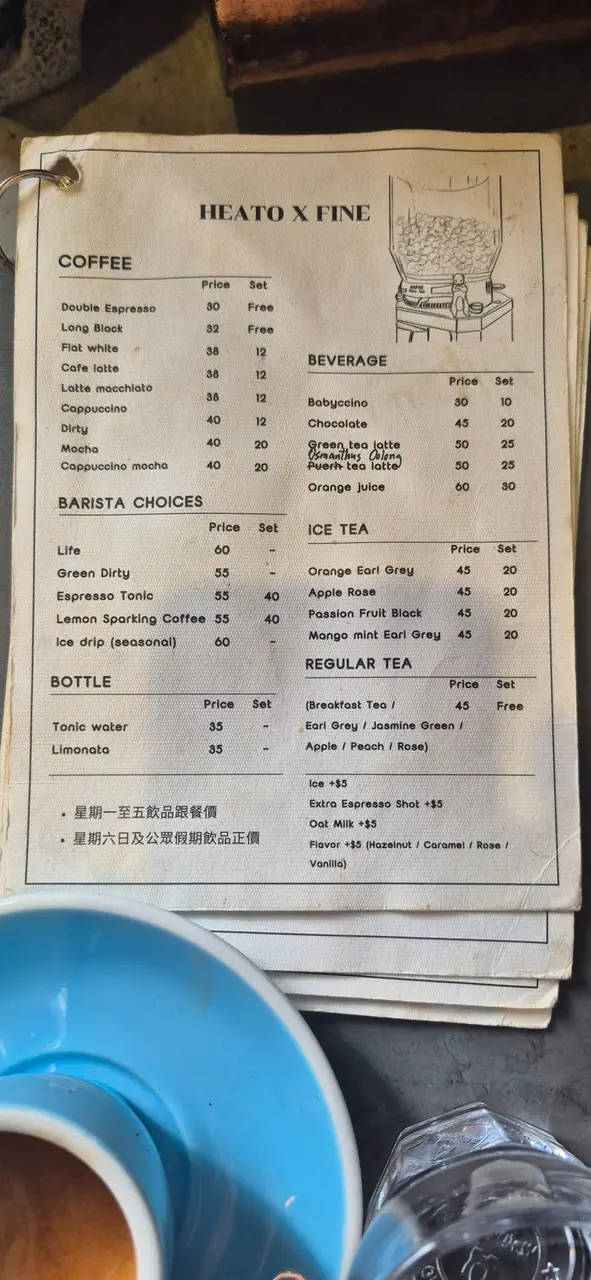 HEATO X FINE
COFFEE
Price Set
Double Espresso 30 Free
Long Black 32 Free
Flat white 38 12
Cafe latte 38 12
Latte macchiato 38 12
Cappuccino
Dirty 40 12
Mocha 40 20
Cappuccino mocha 40 20
BARISTA CHOICES
Price Set
Life 60 -
Green Dirty 55 -
Espresso Tonic 55 40
Lemon Sparking Coffee 55 40
Ice drip (seasonal) 60 -
BOTTLE
Price Set
Tonic water 35 -
Limonata 35 -
• 星期一至五飲品跟餐價
• 星期六日及公眾假期飲品正價
BEVERAGE
Price Set
Babyccino 30 10
Chocolate 45 20
Green tea latte 50 25
Osmanthus Oolong
Puerh tea latte 50 25
Orange juice 60 30
ICE TEA
Price Set
Orange Earl Grey 45 20
Apple Rose 45 20
Passion Fruit Black 45 20
Mango mint Earl Grey 45 20
REGULAR TEA
Price Set
(Breakfast Tea / 45 Free
Earl Grey / Jasmine Green /
Apple / Peach / Rose)
Ice +$5
Extra Espresso Shot +$5
Oat Milk +$5
Flavor +$5 (Hazelnut / Caramel / Rose /
Vanilla)